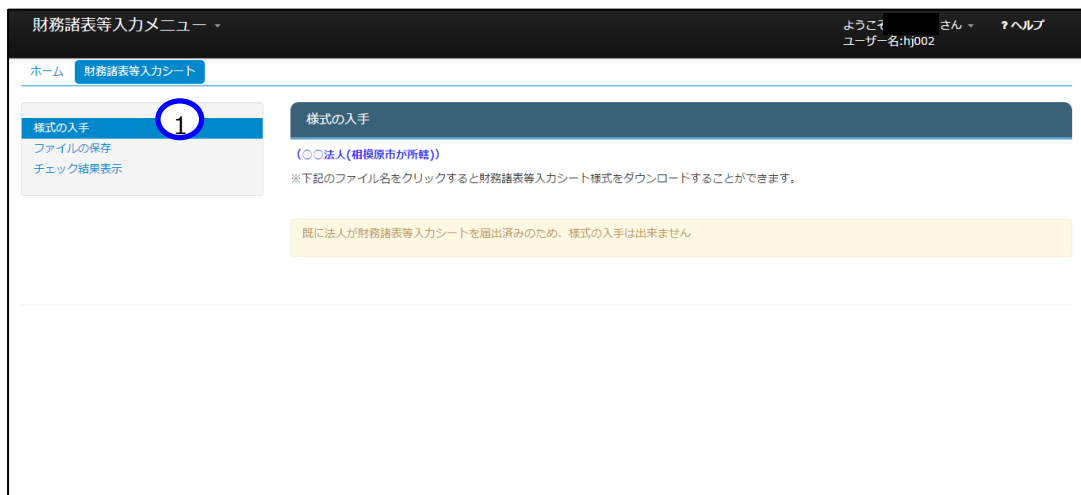 財務諸表等入力メニュー
ようこそ さん
? ヘルプ
ユーザー名:hj002
ホーム
財務諸表等入力シート
様式の入手
1
ファイルの保存
チェック結果表示
様式の入手
(○○法人(相模原市が所轄))
※下記のファイル名をクリックすると財務諸表等入力シート様式をダウンロードすることができます。
既に法人が財務諸表等入力シートを届出済みのため、様式の入手は出来ません